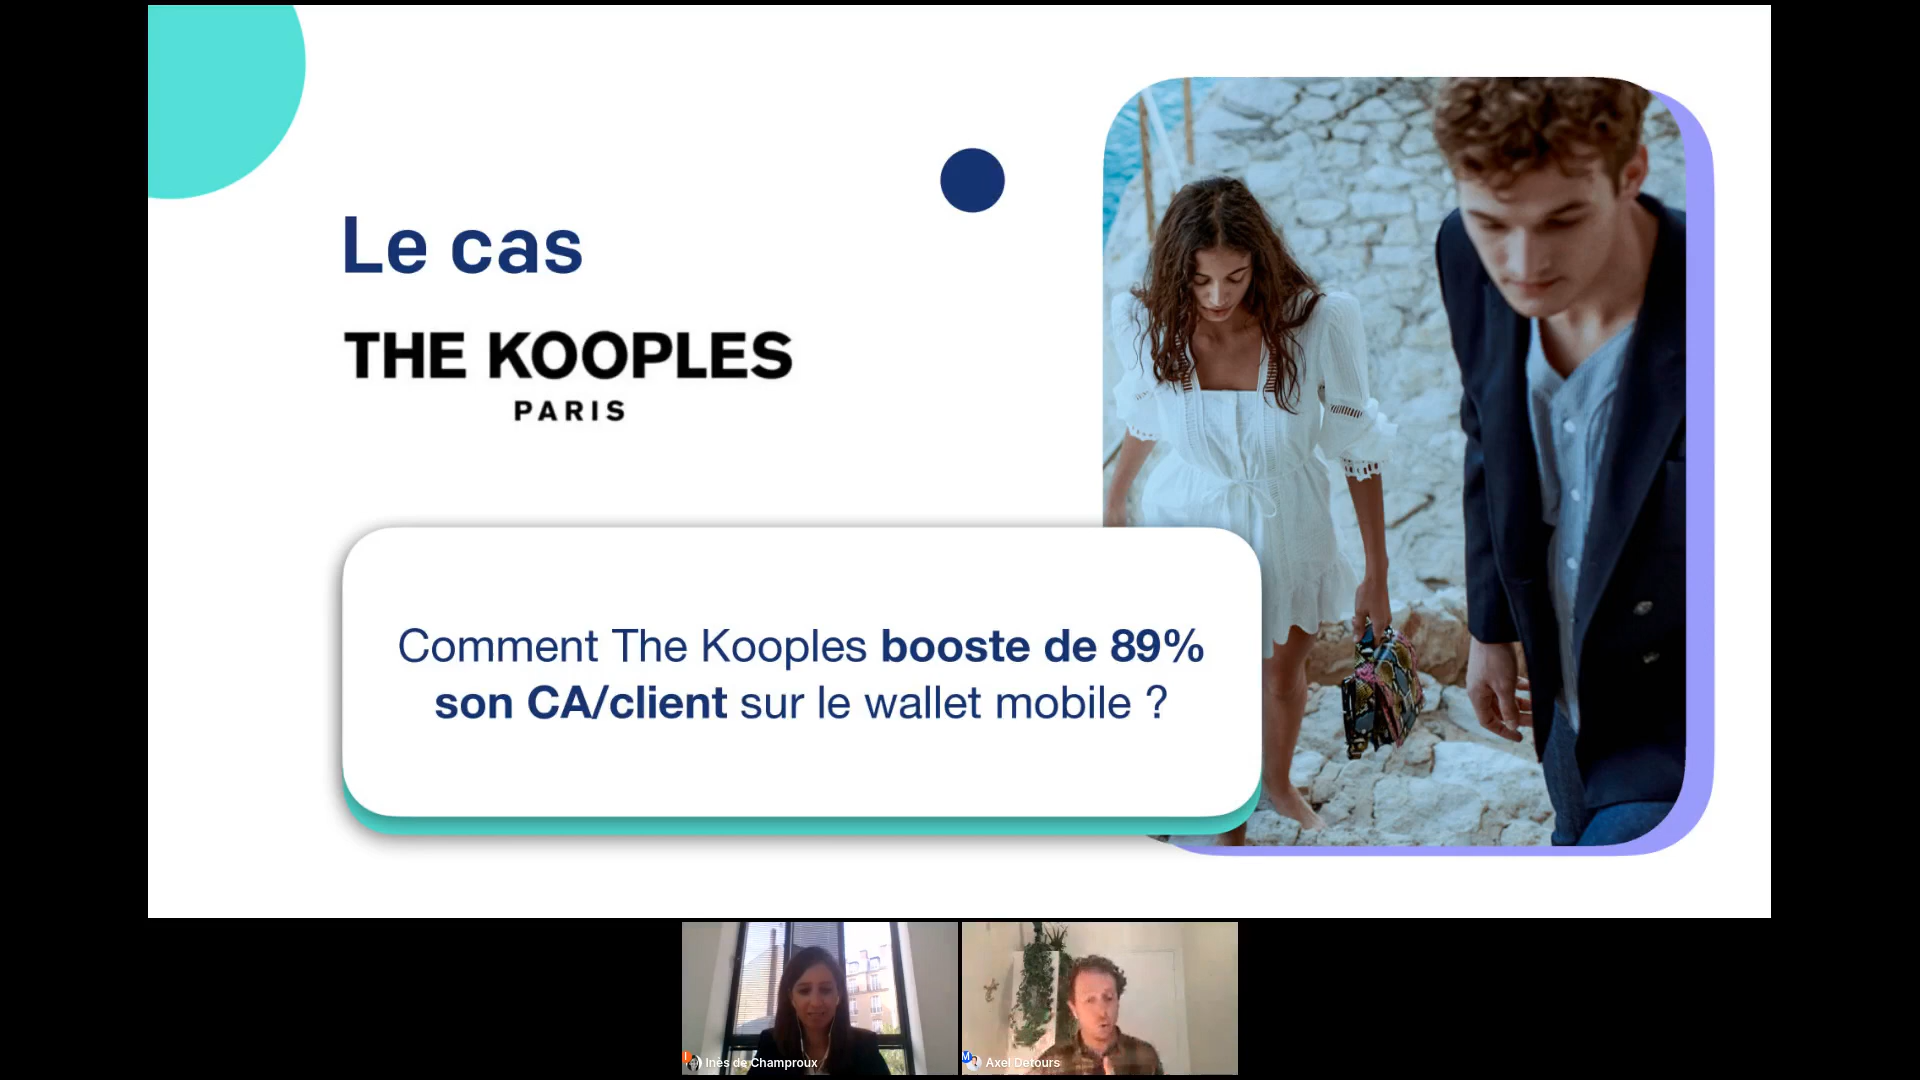 Le cas
THE KOOPLES
PARIS
Comment The Kooples booste de 89%
son CA/client sur le wallet mobile ?
Inès de Champroux
Axel Detours